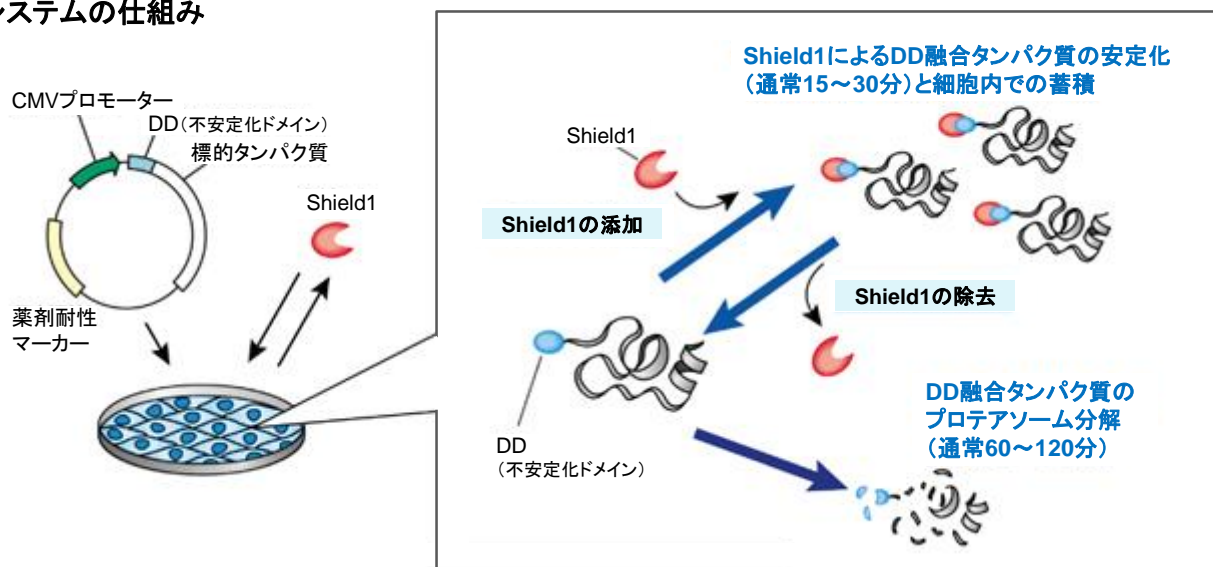 システムの仕組み
CMVプロモーター
DD(不安定化ドメイン)
標的タンパク質
Shield1
薬剤耐性
マーカー
Shield1によるDD融合タンパク質の安定化
(通常15～30分)と細胞内での蓄積
Shield1
Shield1の添加
Shield1の除去
DD
(不安定化ドメイン)
DD融合タンパク質の
プロテアソーム分解
(通常60～120分)